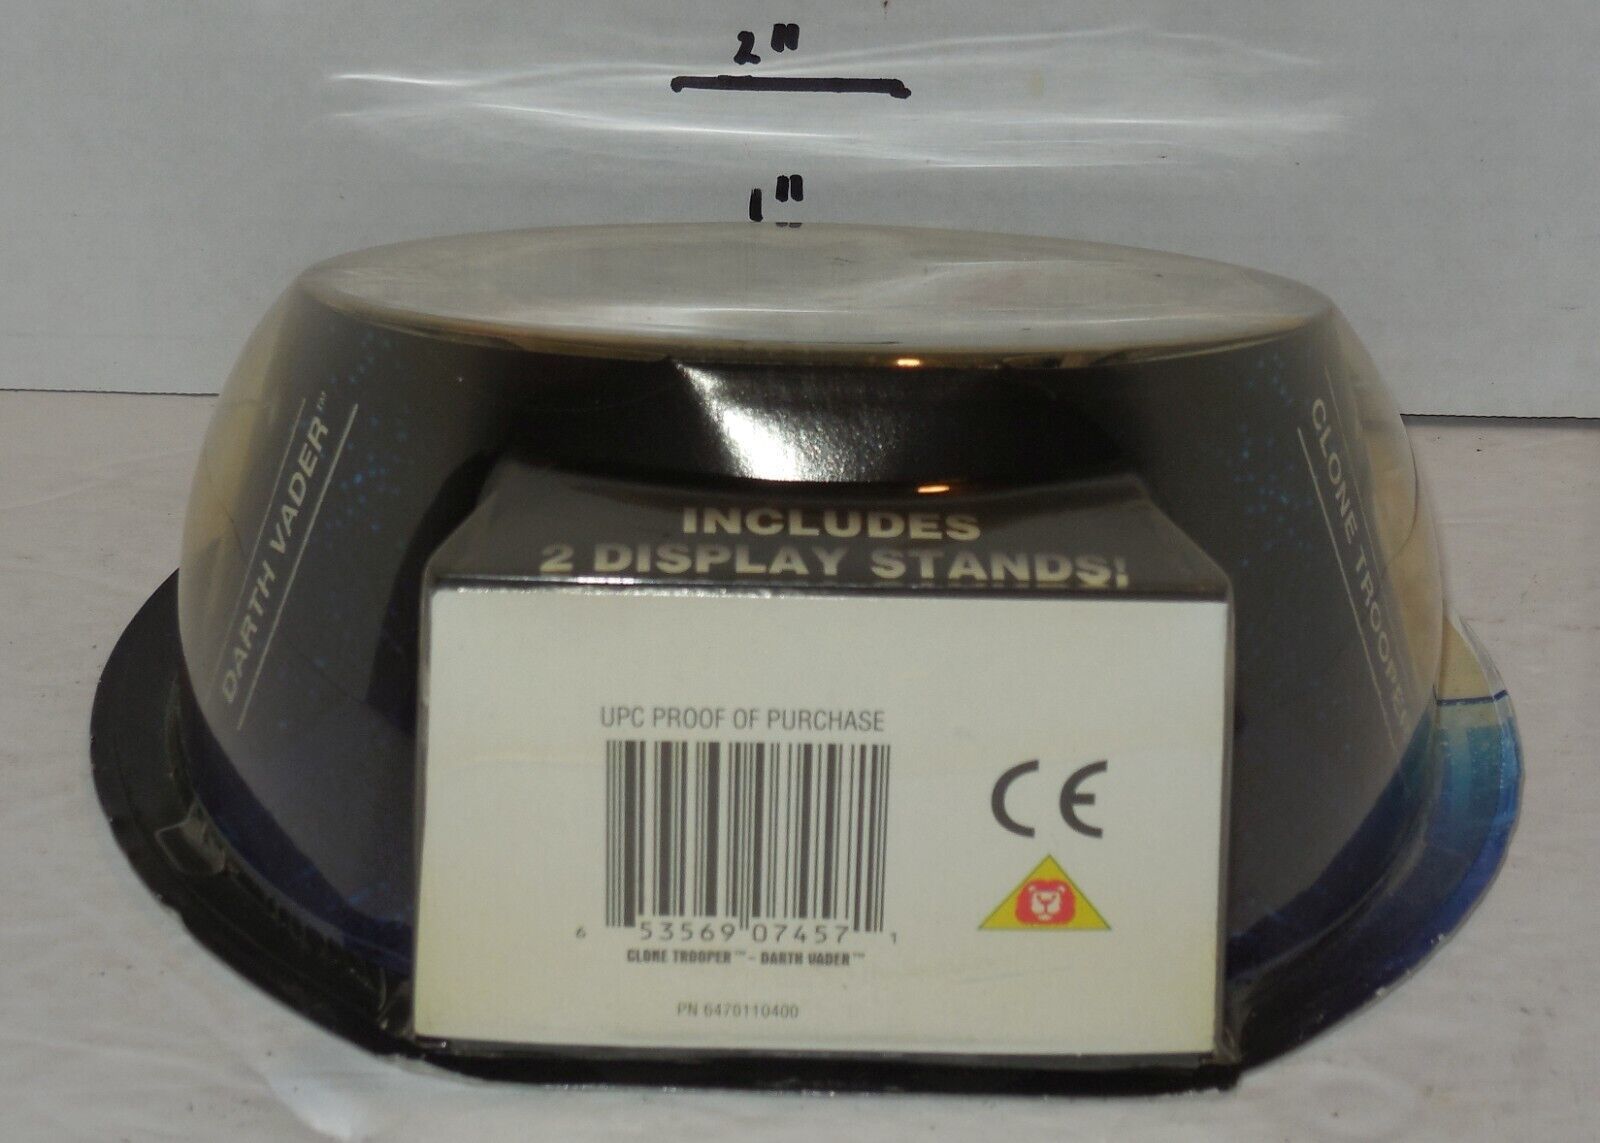 2"
1"
DARTH VADER™
CLONE TROOPER
INCLUDES
2 DISPLAY STANDS!
UPC PROOF OF PURCHASE
CE
6 53569 07457 1
CLONE TROOPER™ - DARTH VADER™
PN 6470110400